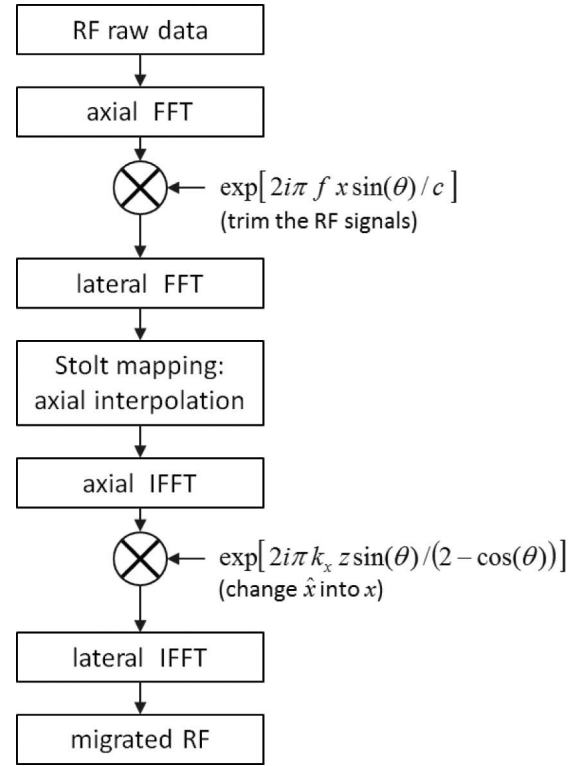 RF raw data
axial FFT
exp[2iπ f x sin(θ)/c]
(trim the RF signals)
lateral FFT
Stolt mapping:
axial interpolation
axial IFFT
exp[2iπ kₓ z sin(θ)/(2 − cos(θ))]
(change x̂ into x)
lateral IFFT
migrated RF